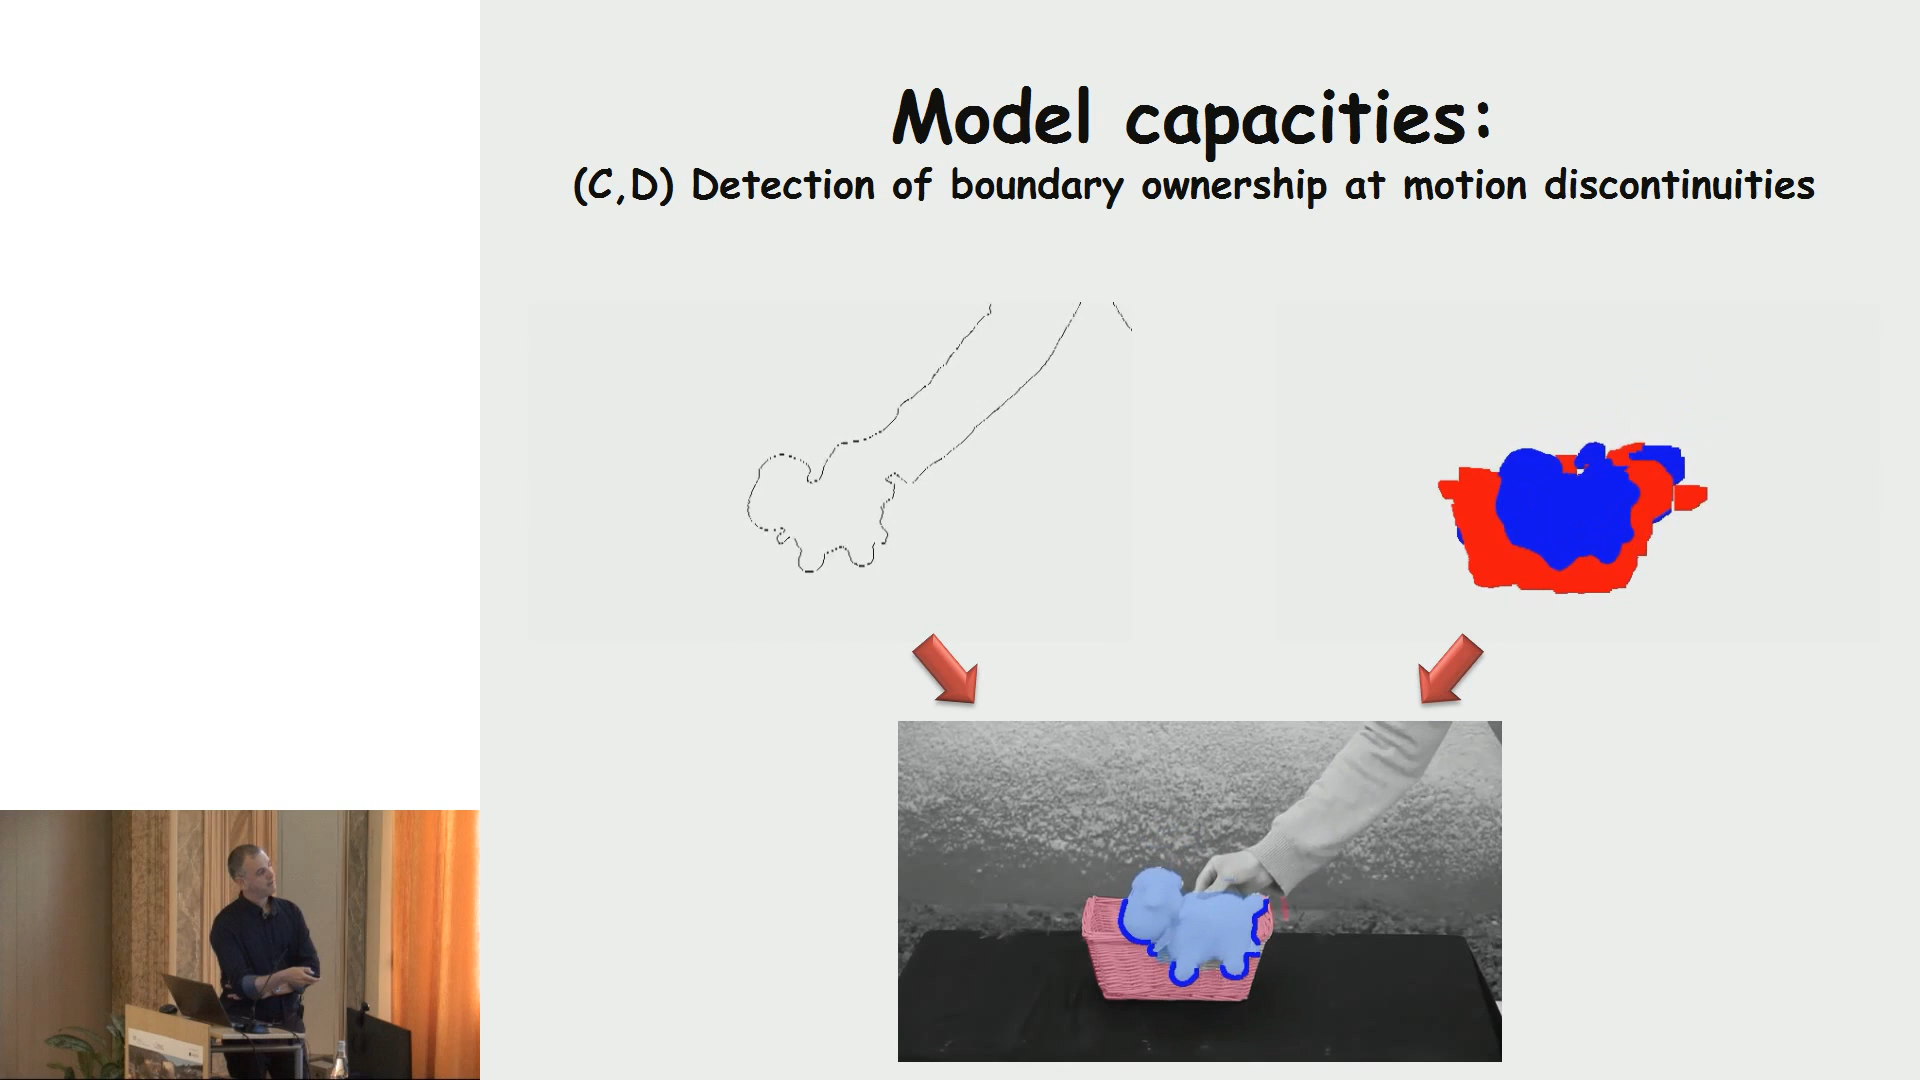 Model capacities:
(C,D) Detection of boundary ownership at motion discontinuities